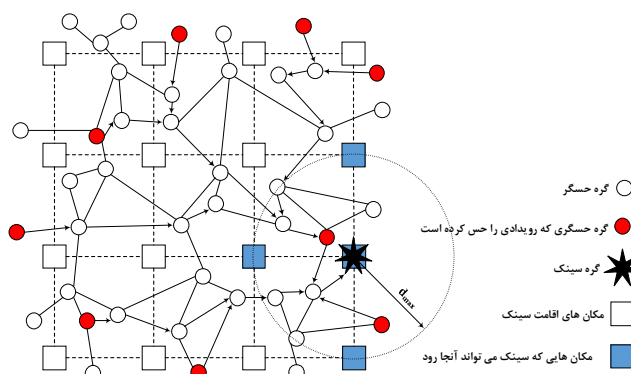 گره حسگر
گره حسگری که رویدادی را حس کرده است
گره سینک
مکان های اقامت سینک
مکان هایی که سینک می تواند آنجا رود
dmax